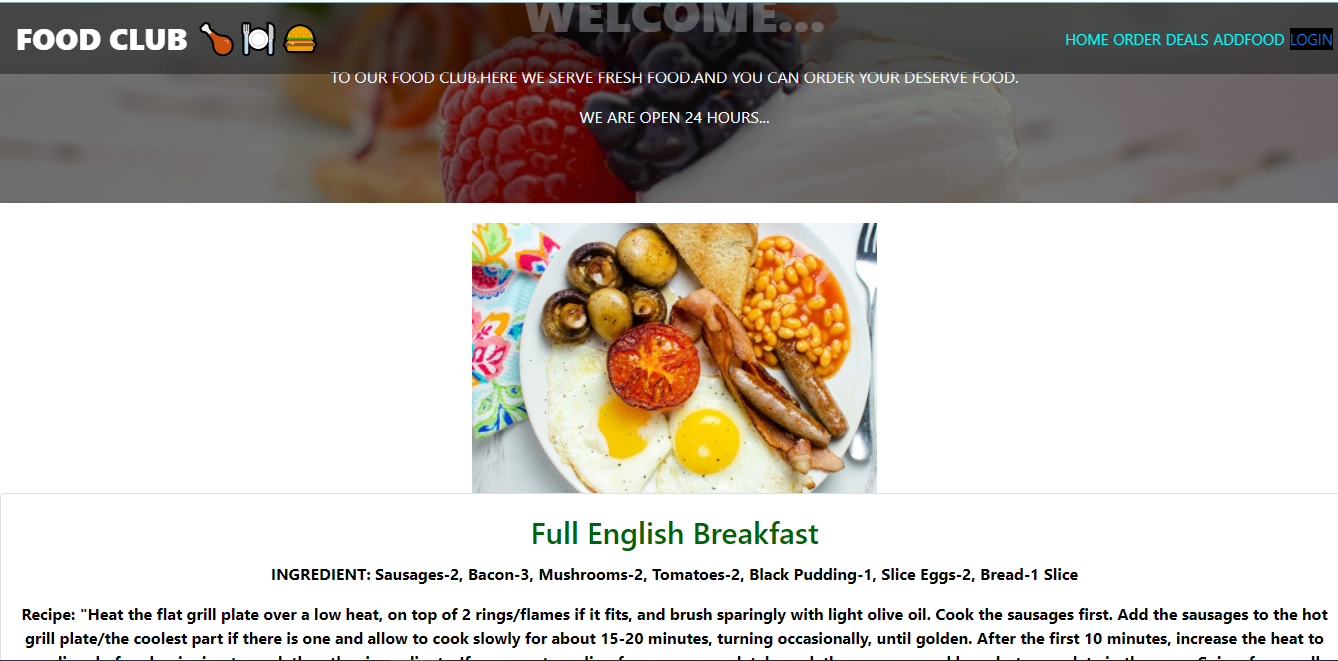 WELCOME...
FOOD CLUB
HOME ORDER DEALS ADDFOOD LOGIN
TO OUR FOOD CLUB.HERE WE SERVE FRESH FOOD.AND YOU CAN ORDER YOUR DESERVE FOOD.
WE ARE OPEN 24 HOURS...
Full English Breakfast
INGREDIENT: Sausages-2, Bacon-3, Mushrooms-2, Tomatoes-2, Black Pudding-1, Slice Eggs-2, Bread-1 Slice
Recipe: "Heat the flat grill plate over a low heat, on top of 2 rings/flames if it fits, and brush sparingly with light olive oil. Cook the sausages first. Add the sausages to the hot
grill plate/the coolest part if there is one and allow to cook slowly for about 15-20 minutes, turning occasionally, until golden. After the first 10 minutes, increase the heat to